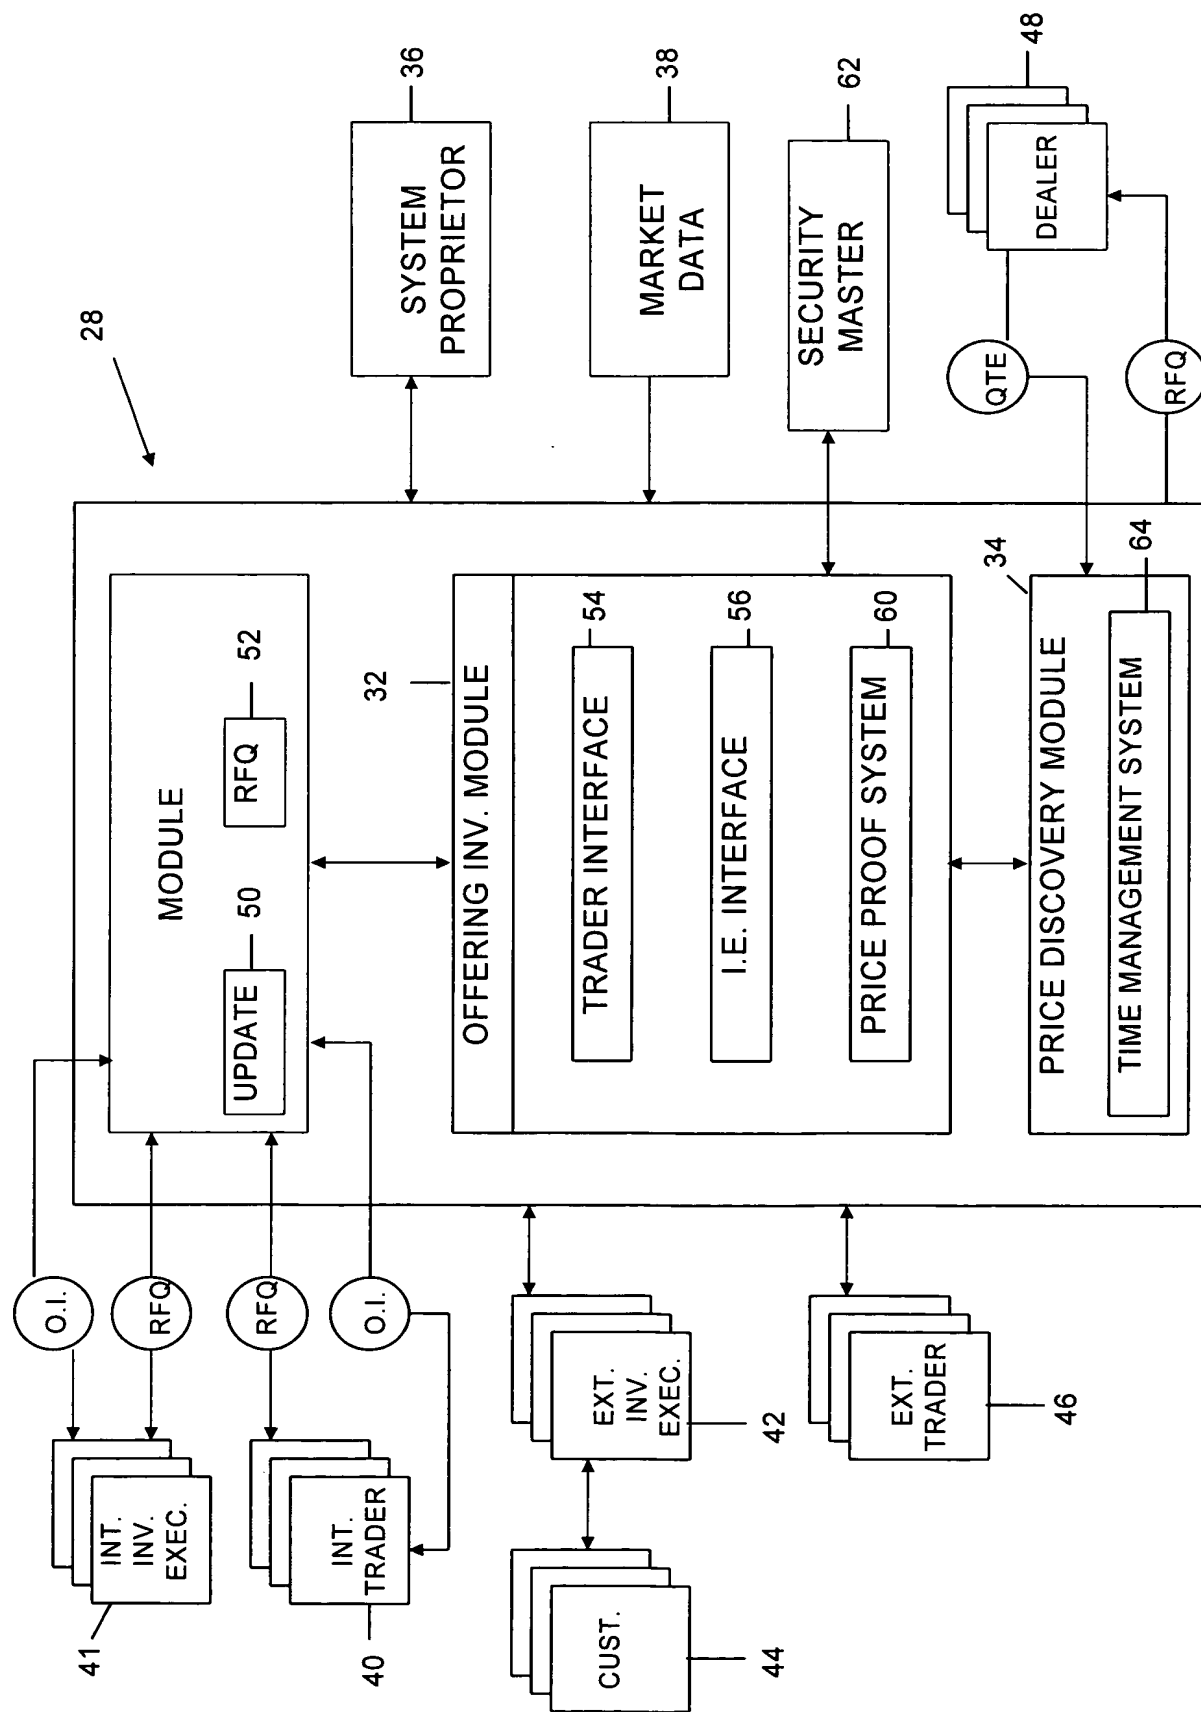 28
SYSTEM
PROPRIETOR
36
MARKET
DATA
38
SECURITY
MASTER
62
DEALER
48
QTE
RFQ
MODULE
UPDATE
50
RFQ
52
OFFERING INV. MODULE
32
TRADER INTERFACE
54
I.E. INTERFACE
56
PRICE PROOF SYSTEM
60
PRICE DISCOVERY MODULE
34
TIME MANAGEMENT SYSTEM
64
O.I.
RFQ
RFQ
O.I.
INT.
INV.
EXEC.
41
INT.
TRADER
40
EXT.
INV.
EXEC.
42
CUST.
44
EXT.
TRADER
46